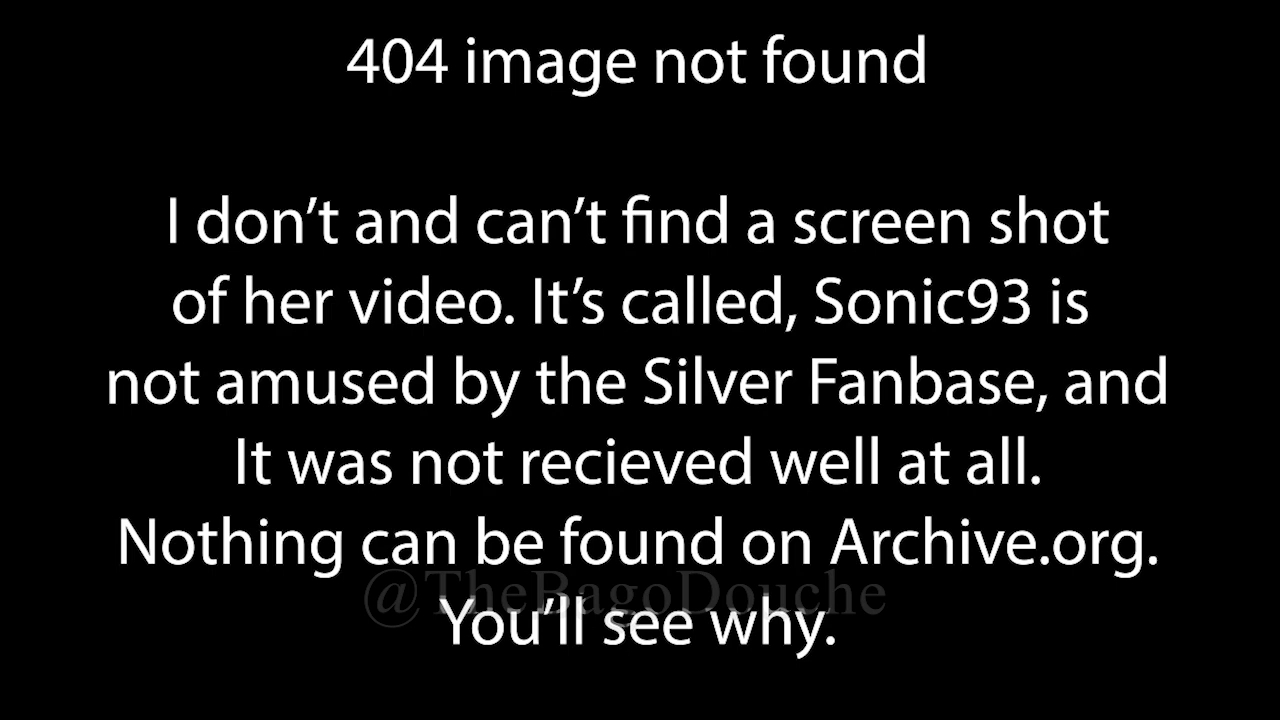 404 image not found
I don’t and can’t find a screen shot
of her video. It’s called, Sonic93 is
not amused by the Silver Fanbase, and
It was not recieved well at all.
Nothing can be found on Archive.org.
@TheBagoDouche
You’ll see why.